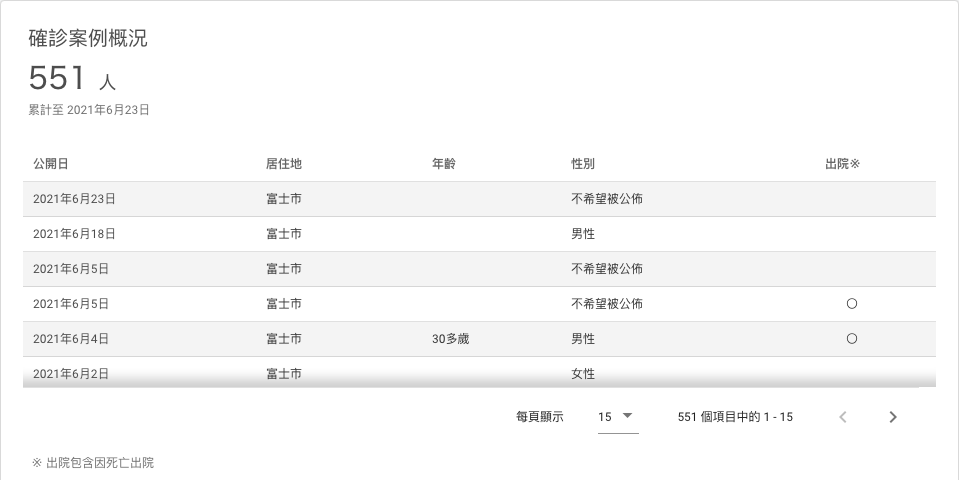 確診案例概況
551 人
累計至 2021年6月23日
公開日 居住地 年齡 性別 出院※
2021年6月23日 富士市 不希望被公佈
2021年6月18日 富士市 男性
2021年6月5日 富士市 不希望被公佈
2021年6月5日 富士市 不希望被公佈 〇
2021年6月4日 富士市 30多歲 男性 〇
2021年6月2日 富士市 女性
每頁顯示 15 551 個項目中的 1 - 15
※ 出院包含因死亡出院